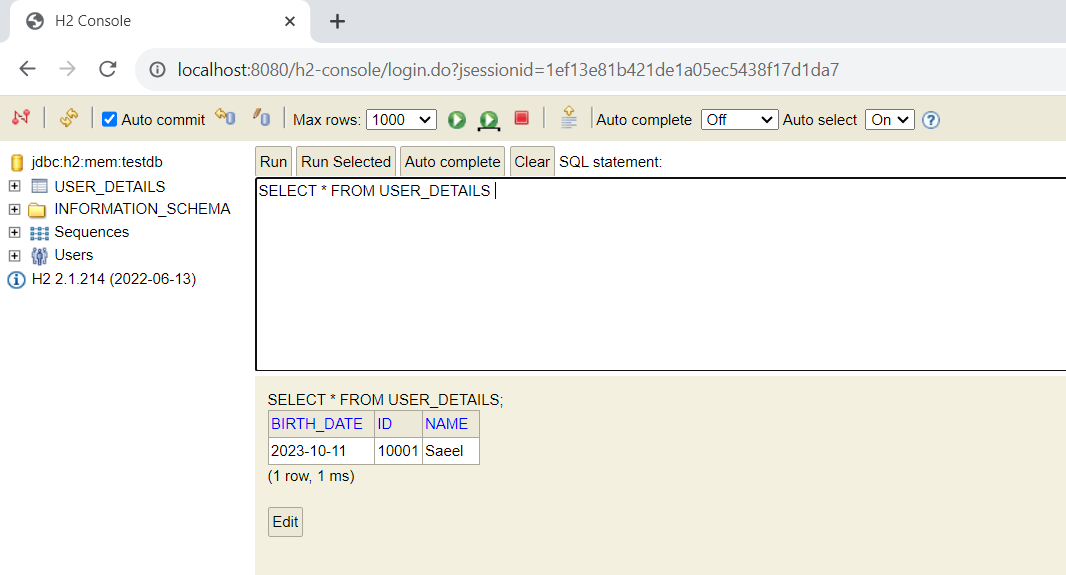 H2 Console
localhost:8080/h2-console/login.do?jsessionid=1ef13e81b421de1a05ec5438f17d1da7
Auto commit Max rows: 1000 Auto complete Off Auto select On ?
jdbc:h2:mem:testdb
USER_DETAILS
INFORMATION_SCHEMA
Sequences
Users
H2 2.1.214 (2022-06-13)
Run Run Selected Auto complete Clear SQL statement:
SELECT * FROM USER_DETAILS
SELECT * FROM USER_DETAILS;
BIRTH_DATE ID NAME
2023-10-11 10001 Saeel
(1 row, 1 ms)
Edit